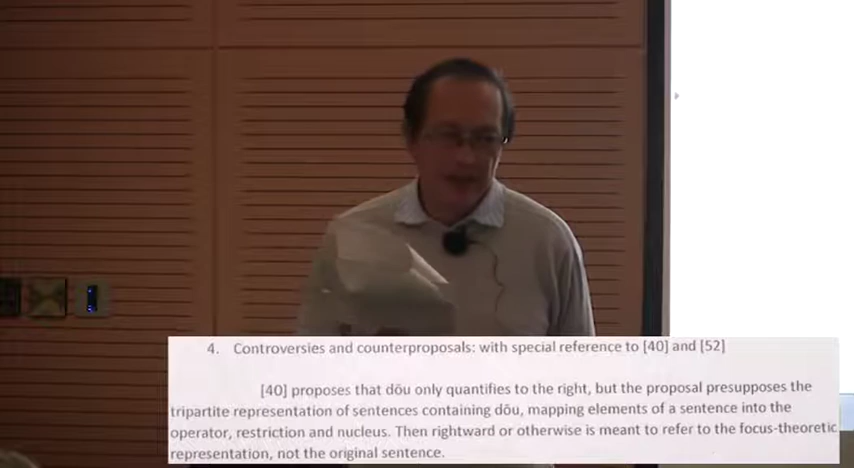 4. Controversies and counterproposals: with special reference to [40] and [52]
[40] proposes that dōu only quantifies to the right, but the proposal presupposes the
tripartite representation of sentences containing dōu, mapping elements of a sentence into the
operator, restriction and nucleus. Then rightward or otherwise is meant to refer to the focus-theoretic
representation, not the original sentence.